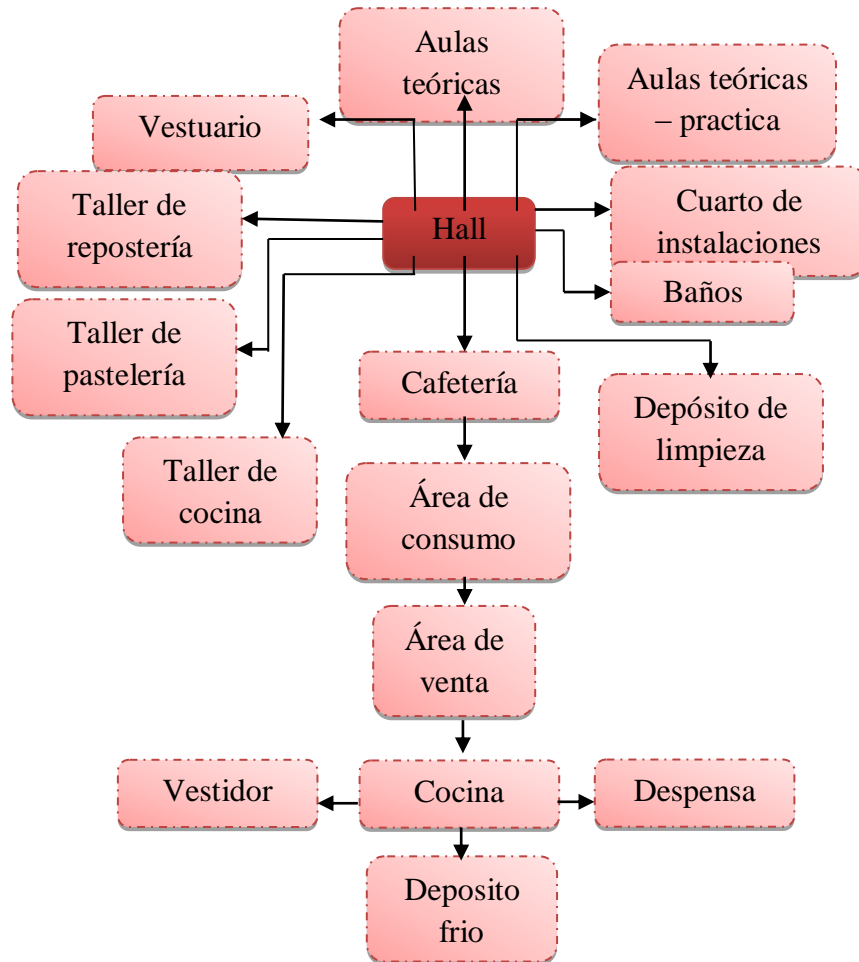 Aulas
teóricas
Aulas teóricas
– practica
Vestuario
Taller de
repostería
Hall
Cuarto de
instalaciones
Baños
Taller de
pastelería
Cafetería
Depósito de
limpieza
Taller de
cocina
Área de
consumo
Área de
venta
Vestidor
Cocina
Despensa
Deposito
frio